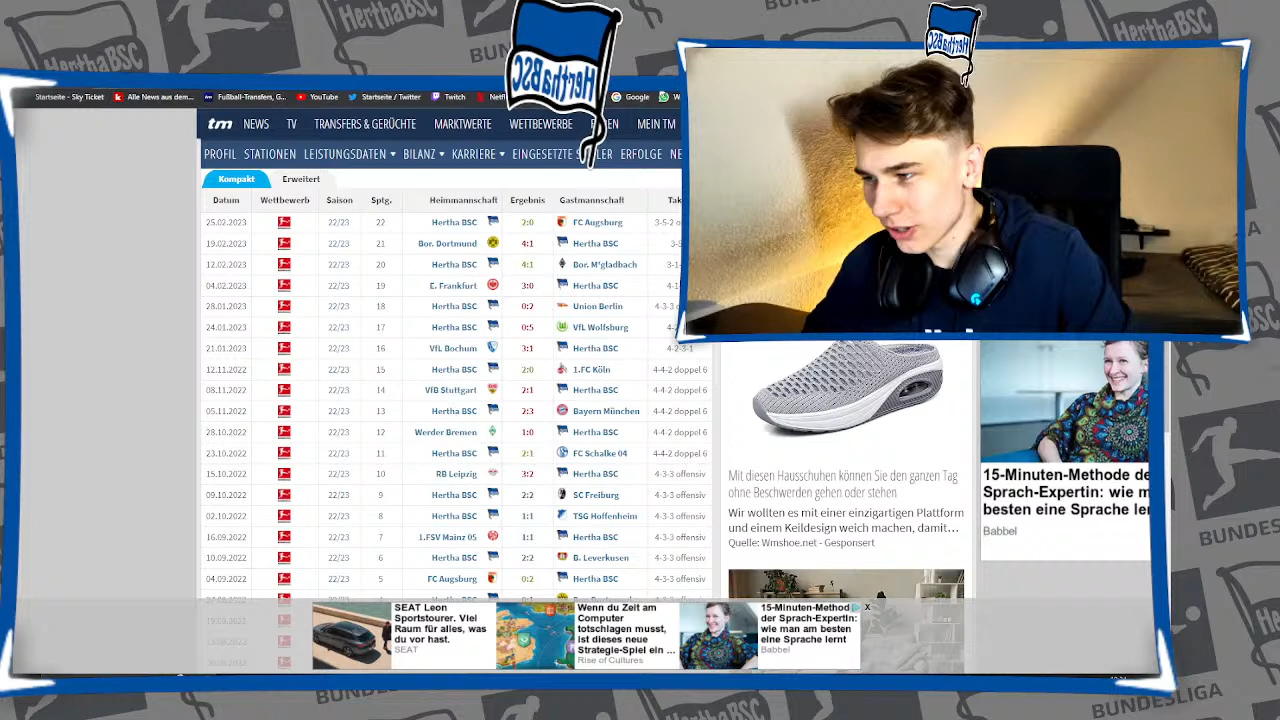 HerthaBSC
BUNDESLIGA
Startseite - Sky Ticket
Alle News aus dem...
Fußball-Transfers, G...
YouTube
Startseite / Twitter
Twitch
Google
tm NEWS TV TRANSFERS & GERÜCHTE MARKTWERTE WETTBEWERBE MEIN TM
PROFIL STATIONEN LEISTUNGSDATEN BILANZ KARRIERE EINGESETZTE ERFOLGE
Kompakt Erweitert
Datum Wettbewerb Saison Sptg. Heimmannschaft Ergebnis Gastmannschaft
25.02.2023 22/23 22 Hertha BSC 2:0 FC Augsburg
19.02.2023 22/23 21 Bor. Dortmund 4:1 Hertha BSC
12.02.2023 22/23 20 Hertha BSC 4:1 Bor. M'gladbach
04.02.2023 22/23 19 E. Frankfurt 3:0 Hertha BSC
28.01.2023 22/23 18 Hertha BSC 0:2 Union Berlin
24.01.2023 22/23 17 Hertha BSC 0:5 VfL Wolfsburg
21.01.2023 22/23 16 VfL Bochum 3:1 Hertha BSC 4-2-3-1
12.11.2022 22/23 15 Hertha BSC 2:0 1.FC Köln 4-4-2 doppel 6
08.11.2022 22/23 14 VfB Stuttgart 2:1 Hertha BSC 4-4-2 doppel 6
05.11.2022 22/23 13 Hertha BSC 2:3 Bayern München 4-4-2 doppel 6
28.10.2022 22/23 12 Werder Bremen 1:0 Hertha BSC 4-4-2 doppel 6
23.10.2022 22/23 11 Hertha BSC 2:1 FC Schalke 04 4-4-2 doppel 6
15.10.2022 22/23 10 RB Leipzig 3:2 Hertha BSC 4-3-3 offensiv
09.10.2022 22/23 9 Hertha BSC 2:2 SC Freiburg 4-3-3 offensiv
02.10.2022 22/23 8 Hertha BSC 1:1 TSG Hoffenheim 4-3-3 offensiv
16.09.2022 22/23 7 1.FSV Mainz 05 1:1 Hertha BSC 4-3-3 offensiv
10.09.2022 22/23 6 Hertha BSC 2:2 B. Leverkusen 4-3-3 offensiv
04.09.2022 22/23 5 FC Augsburg 0:2 Hertha BSC 4-3-3 offensiv
Mit diesen Hausschuhen können Sie den ganzen Tag
ohne Beschwerden gehen oder stehen
Wir wollten es mit einer einzigartigen Plattform
und einem Keildesign weich machen, damit...
Quelle: Wmshoe.net - Gesponsert
15-Minuten-Methode de
Sprach-Expertin: wie m
besten eine Sprache ler
Babbel
SEAT Leon
Sportstourer. Viel
Raum für alles, was
du vor hast.
SEAT
Wenn du Zeit am
Computer
totschlagen musst,
ist dieses neue
Strategie-Spiel ein ...
Rise of Cultures
15-Minuten-Method
der Sprach-Expertin:
wie man am besten
eine Sprache lernt
Babbel
BUNDESLIGA
HerthaBSC
BUNDESLIGA